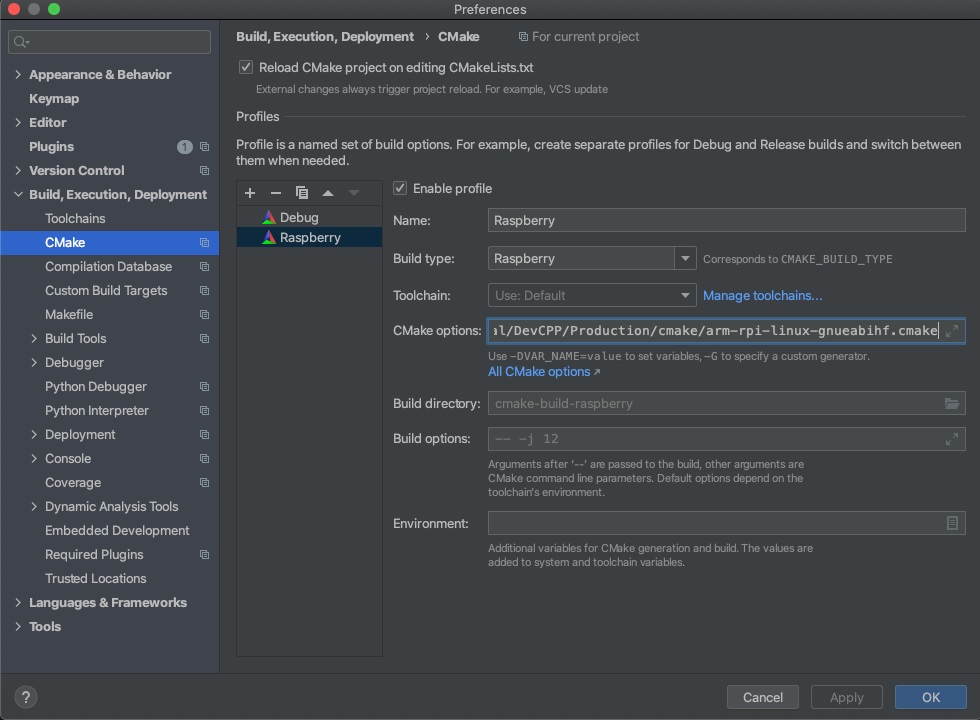 Preferences
Build, Execution, Deployment › CMake For current project
Reload CMake project on editing CMakeLists.txt
External changes always trigger project reload. For example, VCS update
Appearance & Behavior
Keymap
Editor
Plugins 1
Version Control
Build, Execution, Deployment
Toolchains
CMake
Compilation Database
Custom Build Targets
Makefile
Build Tools
Debugger
Python Debugger
Python Interpreter
Deployment
Console
Coverage
Dynamic Analysis Tools
Embedded Development
Required Plugins
Trusted Locations
Languages & Frameworks
Tools
Profiles
Profile is a named set of build options. For example, create separate profiles for Debug and Release builds and switch between
them when needed.
Debug
Raspberry
Enable profile
Name: Raspberry
Build type: Raspberry Corresponds to CMAKE_BUILD_TYPE
Toolchain: Use: Default Manage toolchains...
CMake options: al/DevCPP/Production/cmake/arm-rpi-linux-gnueabihf.cmake
Use -DVAR_NAME=value to set variables, -G to specify a custom generator.
All CMake options ↗
Build directory: cmake-build-raspberry
Build options: -- -j 12
Arguments after '--' are passed to the build, other arguments are
CMake command line parameters. Default options depend on the
toolchain's environment.
Environment:
Additional variables for CMake generation and build. The values are
added to system and toolchain variables.
? Cancel Apply OK